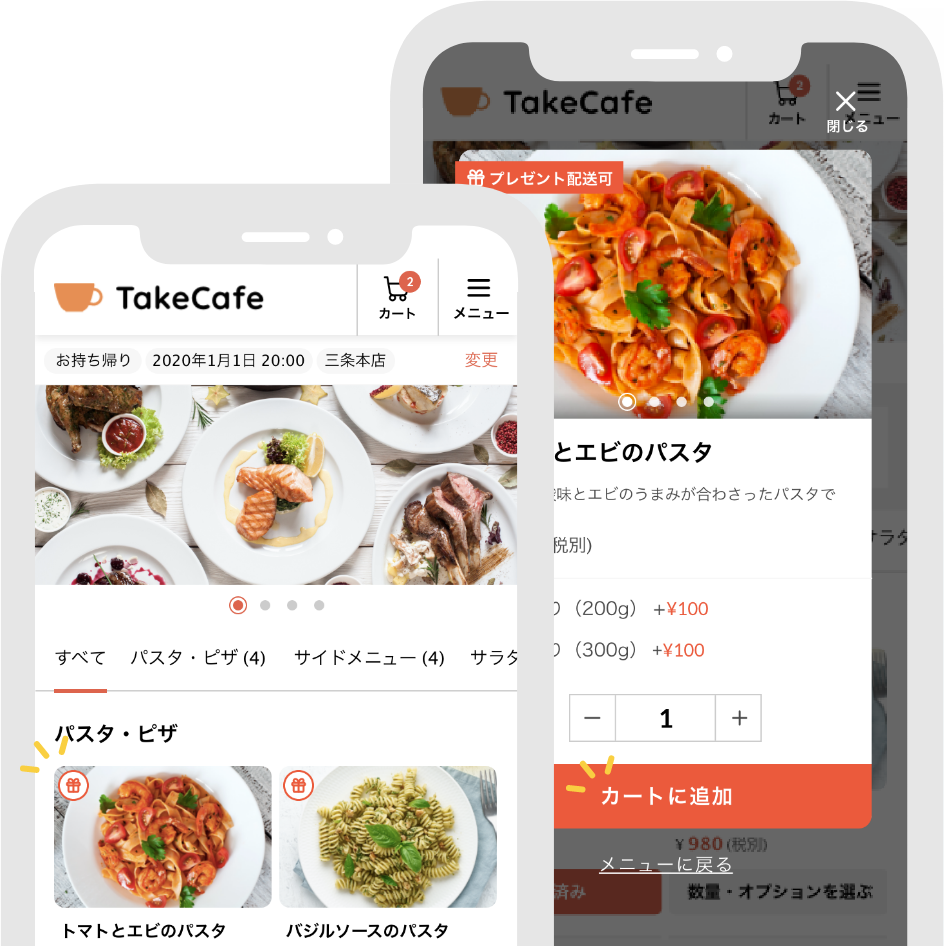 TakeCafe
2
カート
メニュー
お持ち帰り 2020年1月1日 20:00 三条本店 変更
すべて パスタ・ピザ (4) サイドメニュー (4) サラダ
パスタ・ピザ
トマトとエビのパスタ
バジルソースのパスタ
TakeCafe
2
カート
メニュー
閉じる
プレゼント配送可
とエビのパスタ
味とエビのうまみが合わさったパスタで
税別)
(200g) +¥100
(300g) +¥100
− 1 +
カートに追加
サラダ
¥980(税別)
メニューに戻る
済み
数量・オプションを選ぶ